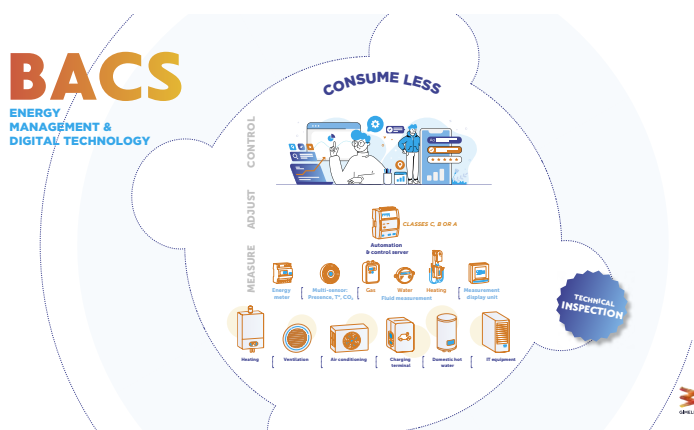 BACS
ENERGY
MANAGEMENT &
DIGITAL TECHNOLOGY
CONSUME LESS
CONTROL
ADJUST
CLASSES C, B OR A
Automation
& control server
MEASURE
Energy
meter
Multi-sensor:
Presence, T°, CO₂
Gas
Water
Heating
Fluid measurement
Measurement
display unit
TECHNICAL
INSPECTION
Heating
Ventilation
Air conditioning
Charging
terminal
Domestic hot
water
IT equipment